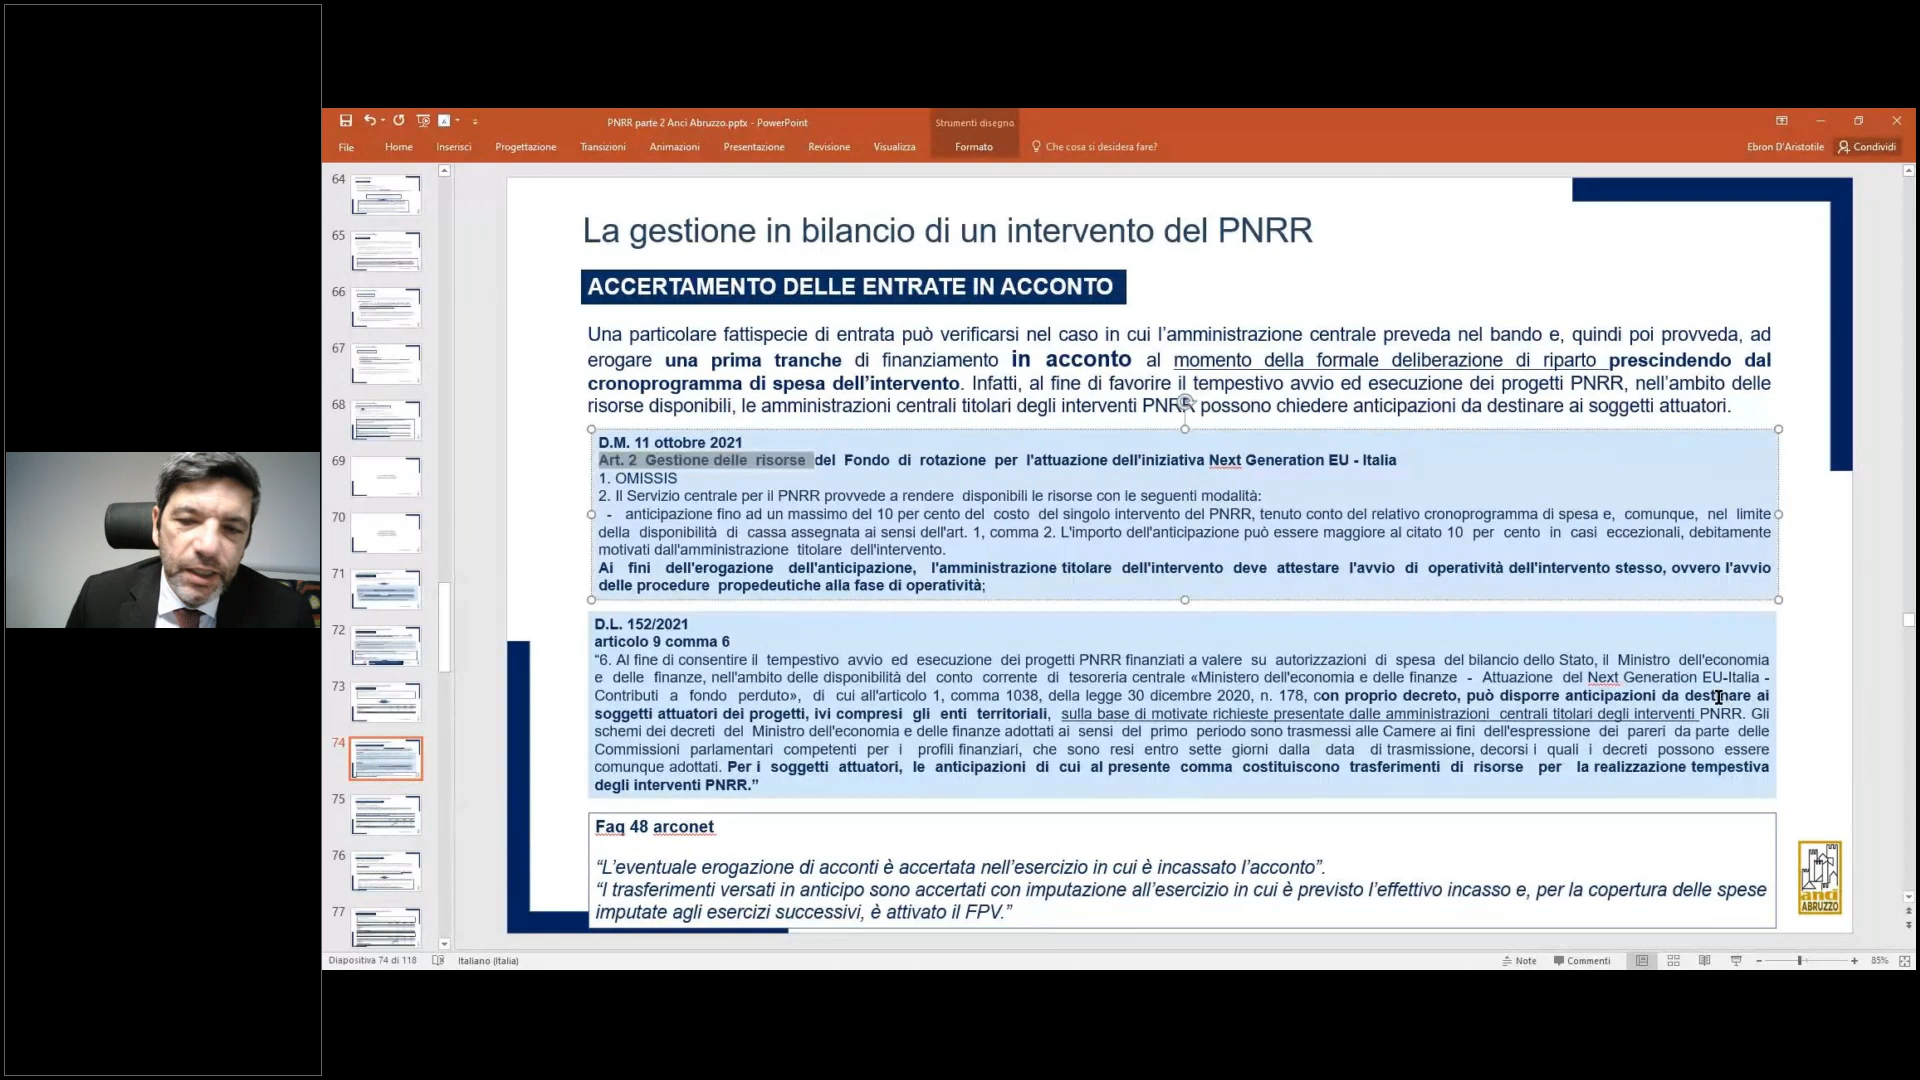 PNRR parte 2 Anci Abruzzo.pptx - PowerPoint
Strumenti disegno
File Home Inserisci Progettazione Transizioni Animazioni Presentazione Revisione Visualizza Formato Che cosa si desidera fare? Ebron D'Aristotile Condividi
64
65
66
67
68
69
70
71
72
73
74
75
76
77
La gestione in bilancio di un intervento del PNRR
ACCERTAMENTO DELLE ENTRATE IN ACCONTO
Una particolare fattispecie di entrata può verificarsi nel caso in cui l'amministrazione centrale preveda nel bando e, quindi poi provveda, ad
erogare una prima tranche di finanziamento in acconto al momento della formale deliberazione di riparto prescindendo dal
cronoprogramma di spesa dell'intervento. Infatti, al fine di favorire il tempestivo avvio ed esecuzione dei progetti PNRR, nell'ambito delle
risorse disponibili, le amministrazioni centrali titolari degli interventi PNRR possono chiedere anticipazioni da destinare ai soggetti attuatori.
D.M. 11 ottobre 2021
Art. 2 Gestione delle risorse del Fondo di rotazione per l'attuazione dell'iniziativa Next Generation EU - Italia
1. OMISSIS
2. Il Servizio centrale per il PNRR provvede a rendere disponibili le risorse con le seguenti modalità:
- anticipazione fino ad un massimo del 10 per cento del costo del singolo intervento del PNRR, tenuto conto del relativo cronoprogramma di spesa e, comunque, nel limite
della disponibilità di cassa assegnata ai sensi dell'art. 1, comma 2. L'importo dell'anticipazione può essere maggiore al citato 10 per cento in casi eccezionali, debitamente
motivati dall'amministrazione titolare dell'intervento.
Ai fini dell'erogazione dell'anticipazione, l'amministrazione titolare dell'intervento deve attestare l'avvio di operatività dell'intervento stesso, ovvero l'avvio
delle procedure propedeutiche alla fase di operatività;
D.L. 152/2021
articolo 9 comma 6
“6. Al fine di consentire il tempestivo avvio ed esecuzione dei progetti PNRR finanziati a valere su autorizzazioni di spesa del bilancio dello Stato, il Ministro dell'economia
e delle finanze, nell'ambito delle disponibilità del conto corrente di tesoreria centrale «Ministero dell'economia e delle finanze - Attuazione del Next Generation EU-Italia -
Contributi a fondo perduto», di cui all'articolo 1, comma 1038, della legge 30 dicembre 2020, n. 178, con proprio decreto, può disporre anticipazioni da destinare ai
soggetti attuatori dei progetti, ivi compresi gli enti territoriali, sulla base di motivate richieste presentate dalle amministrazioni centrali titolari degli interventi PNRR. Gli
schemi dei decreti del Ministro dell'economia e delle finanze adottati ai sensi del primo periodo sono trasmessi alle Camere ai fini dell'espressione dei pareri da parte delle
Commissioni parlamentari competenti per i profili finanziari, che sono resi entro sette giorni dalla data di trasmissione, decorsi i quali i decreti possono essere
comunque adottati. Per i soggetti attuatori, le anticipazioni di cui al presente comma costituiscono trasferimenti di risorse per la realizzazione tempestiva
degli interventi PNRR.”
Faq 48 arconet
“L'eventuale erogazione di acconti è accertata nell'esercizio in cui è incassato l'acconto”.
“I trasferimenti versati in anticipo sono accertati con imputazione all'esercizio in cui è previsto l'effettivo incasso e, per la copertura delle spese
imputate agli esercizi successivi, è attivato il FPV.”
anci
ABRUZZO
Diapositiva 74 di 118 Italiano (Italia) Note Commenti 85%